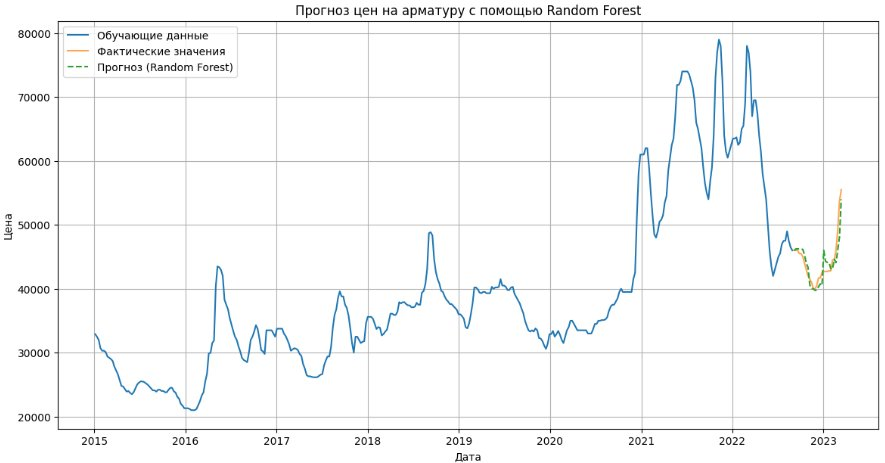 Прогноз цен на арматуру с помощью Random Forest
Обучающие данные
Фактические значения
Прогноз (Random Forest)
80000
70000
60000
50000
40000
30000
20000
Цена
2015 2016 2017 2018 2019 2020 2021 2022 2023
Дата